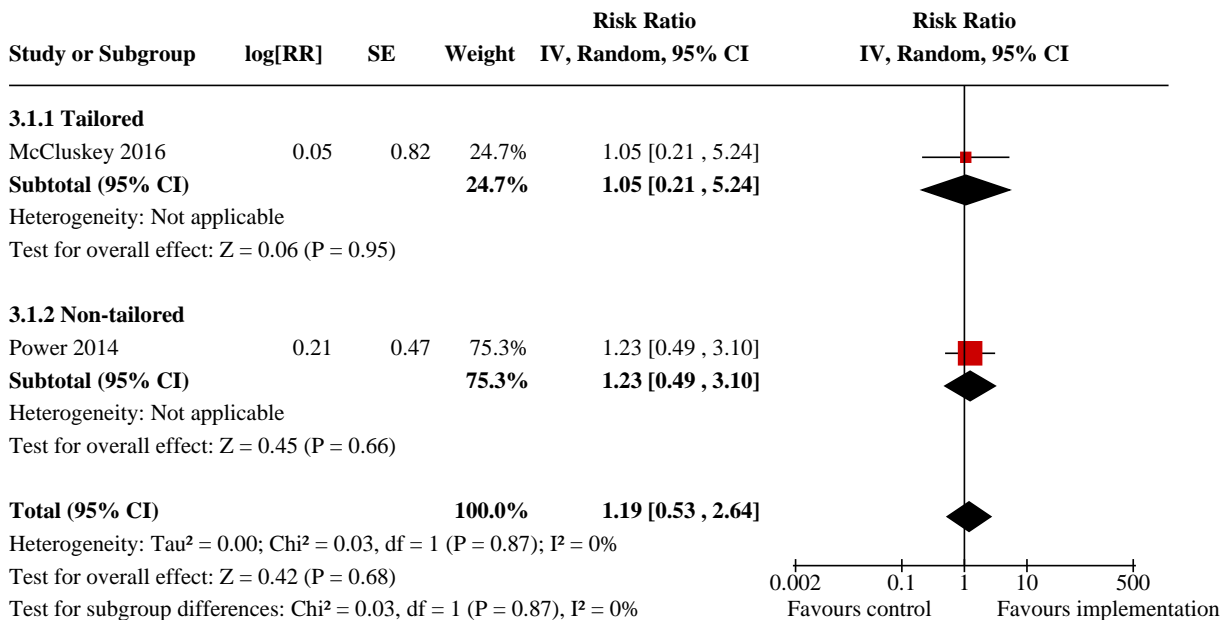 Risk Ratio Risk Ratio
Study or Subgroup log[RR] SE Weight IV, Random, 95% CI IV, Random, 95% CI
3.1.1 Tailored
McCluskey 2016 0.05 0.82 24.7% 1.05 [0.21 , 5.24]
Subtotal (95% CI) 24.7% 1.05 [0.21 , 5.24]
Heterogeneity: Not applicable
Test for overall effect: Z = 0.06 (P = 0.95)
3.1.2 Non-tailored
Power 2014 0.21 0.47 75.3% 1.23 [0.49 , 3.10]
Subtotal (95% CI) 75.3% 1.23 [0.49 , 3.10]
Heterogeneity: Not applicable
Test for overall effect: Z = 0.45 (P = 0.66)
Total (95% CI) 100.0% 1.19 [0.53 , 2.64]
Heterogeneity: Tau² = 0.00; Chi² = 0.03, df = 1 (P = 0.87); I² = 0%
Test for overall effect: Z = 0.42 (P = 0.68)
0.002 0.1 1 10 500
Test for subgroup differences: Chi² = 0.03, df = 1 (P = 0.87), I² = 0% Favours control Favours implementation